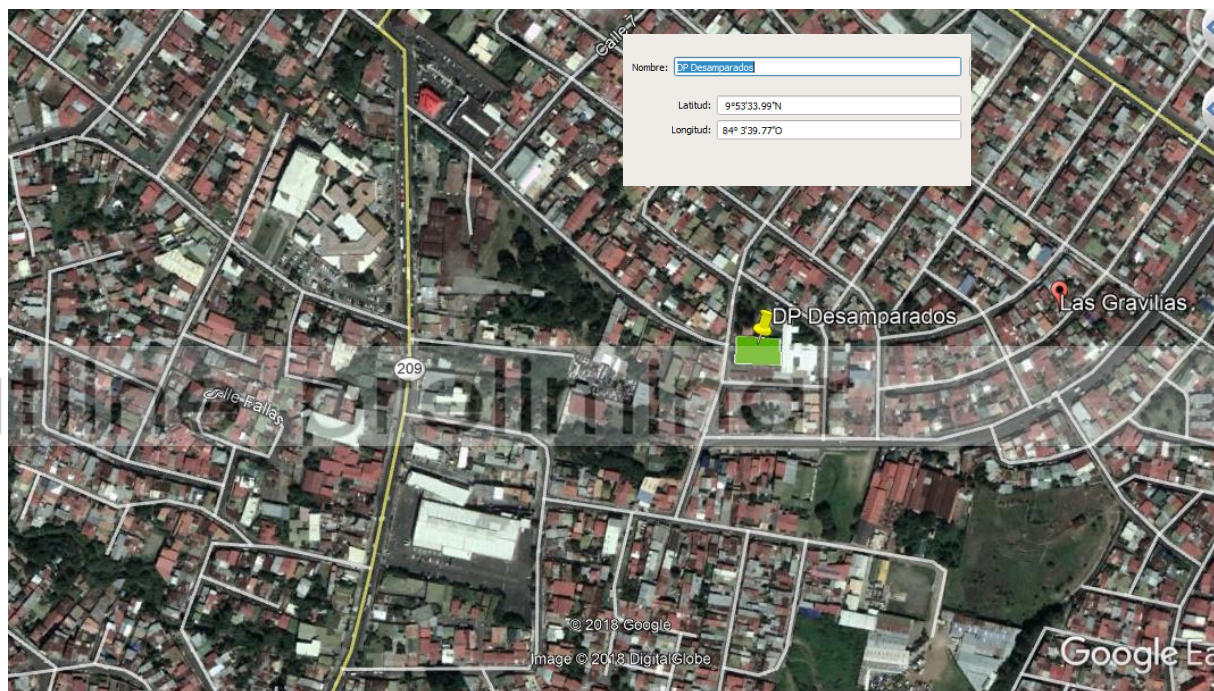 Calle 7
Nombre: DP Desamparados
Latitud: 9°53'33.99"N
Longitud: 84° 3'39.77"O
Las Gravilias
DP Desamparados
209
Calle Fallas
© 2018 Google
Image © 2018 DigitalGlobe
Google Ea